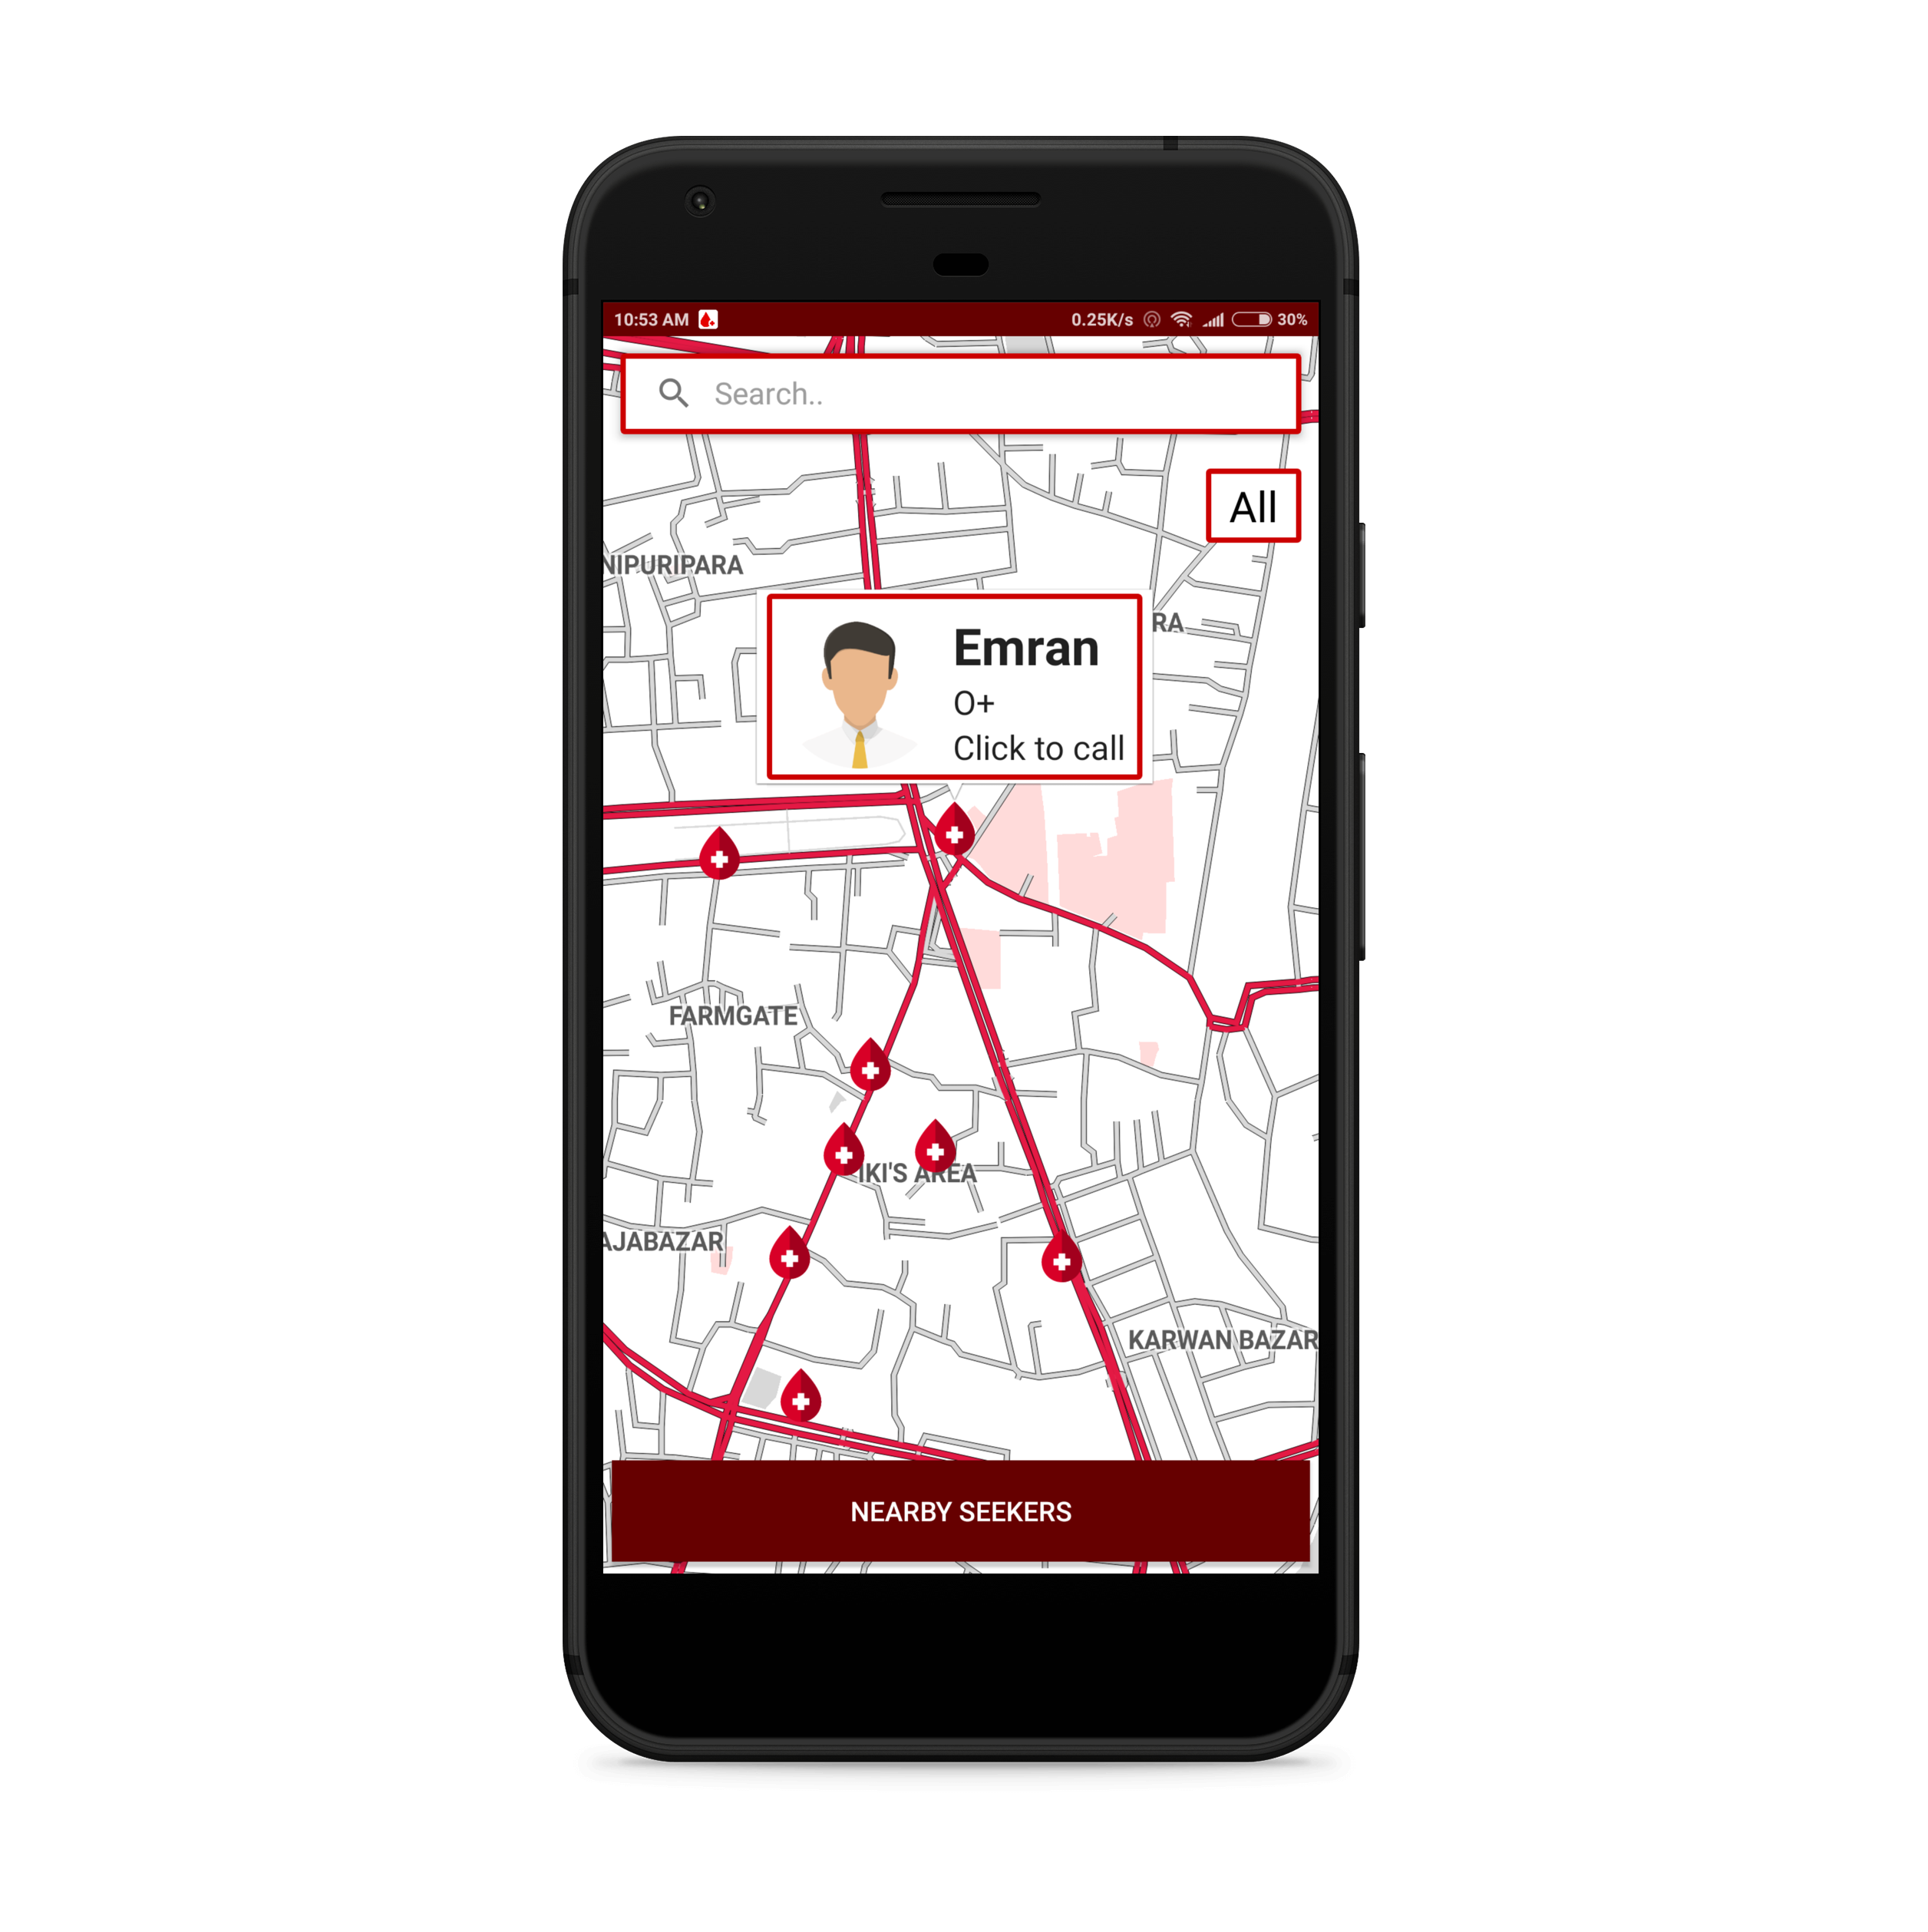 10:53 AM 0.25K/s 30%
Search..
All
NIPURIPARA
RA
Emran
O+
Click to call
FARMGATE
IKI'S AREA
AJABAZAR
KARWAN BAZAR
NEARBY SEEKERS